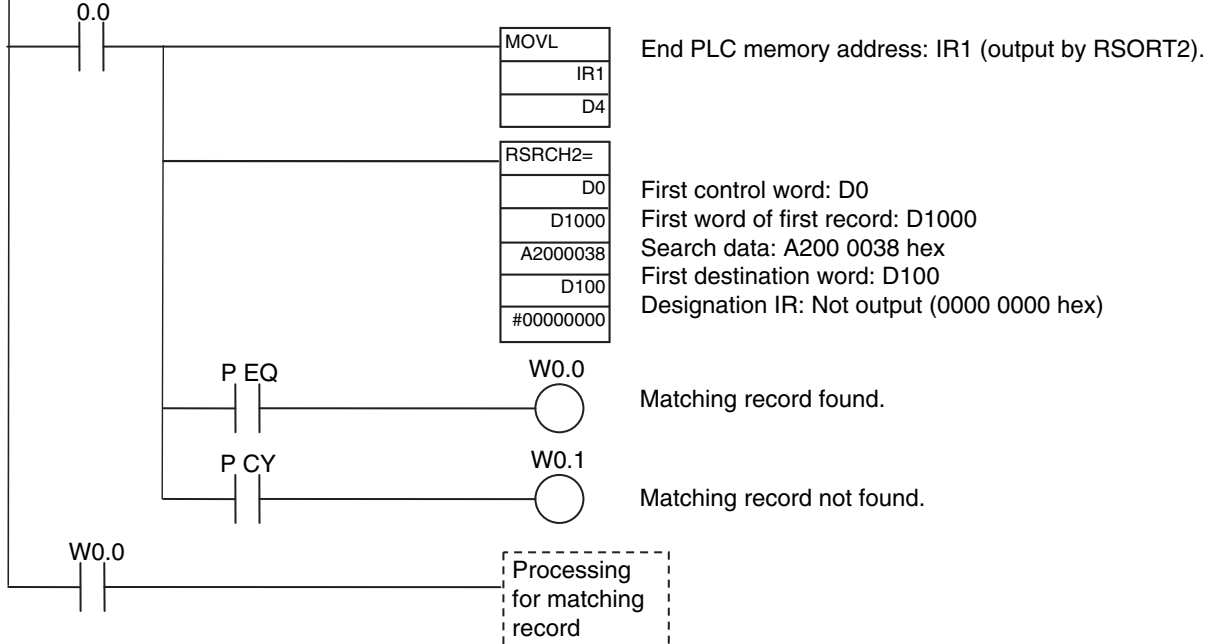 0.0
MOVL
IR1
D4
End PLC memory address: IR1 (output by RSORT2).
RSRCH2=
D0
D1000
A2000038
D100
#00000000
First control word: D0
First word of first record: D1000
Search data: A200 0038 hex
First destination word: D100
Designation IR: Not output (0000 0000 hex)
P EQ
W0.0
Matching record found.
P CY
W0.1
Matching record not found.
W0.0
Processing
for matching
record